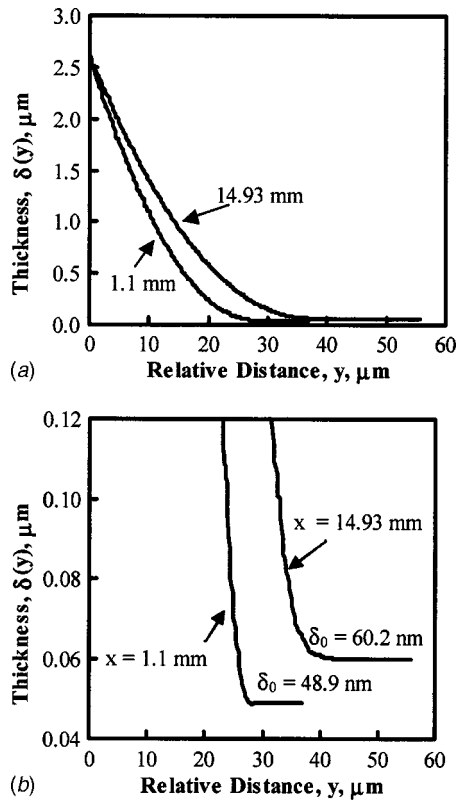 3.0
2.5
2.0
1.5
1.0
0.5
0.0
Thickness, δ(y), μm
14.93 mm
1.1 mm
0 10 20 30 40 50 60
(a) Relative Distance, y, μm
0.12
0.10
0.08
0.06
0.04
Thickness, δ(y), μm
x = 14.93 mm
δ0 = 60.2 nm
x = 1.1 mm
δ0 = 48.9 nm
0 10 20 30 40 50 60
(b) Relative Distance, y, μm